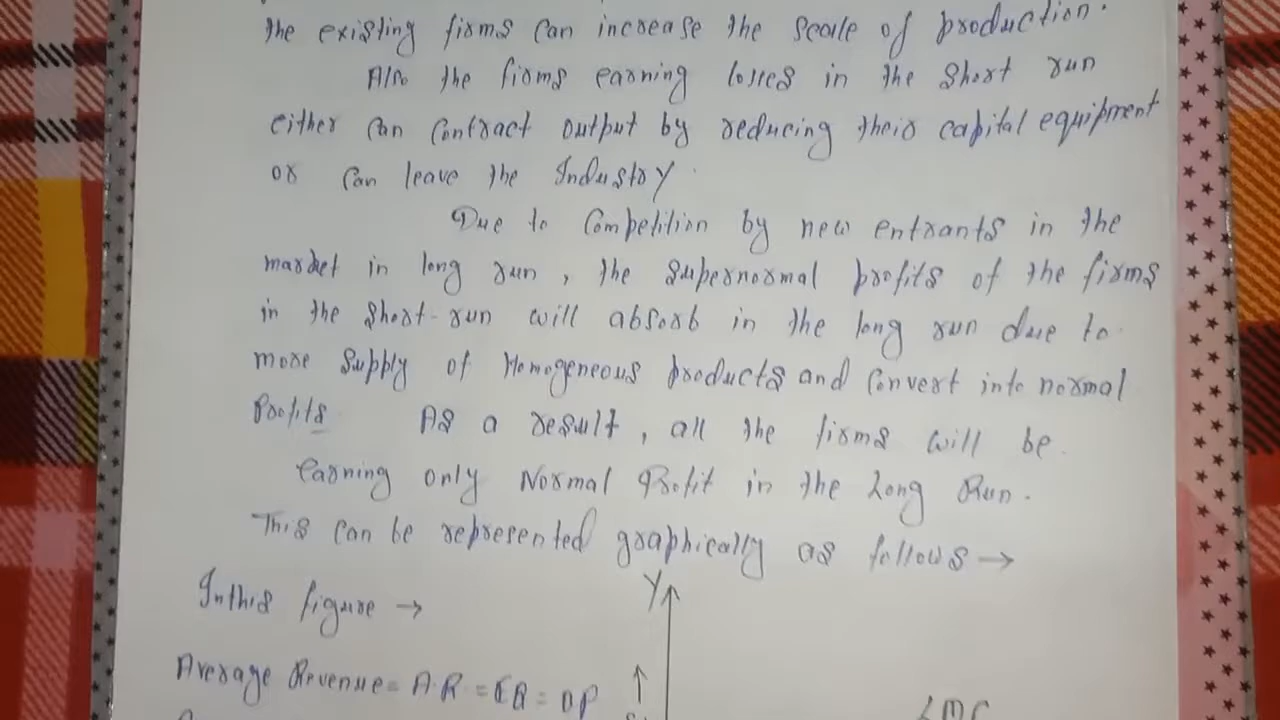 the existing firms can increase the scale of production.
Also the firms earning losses in the short run
either can contract output by reducing their capital equipment
or can leave the Industry.
Due to Competition by new entrants in the
market in long run, the supernormal profits of the firms
in the short-run will absorb in the long run due to
more supply of Homogeneous products and convert into normal
Profits As a result, all the firms will be
earning only Normal Profit in the Long Run.
This can be represented graphically as follows →
In this figure →
Y
Average Revenue = A.R = EQ = OP
LMC